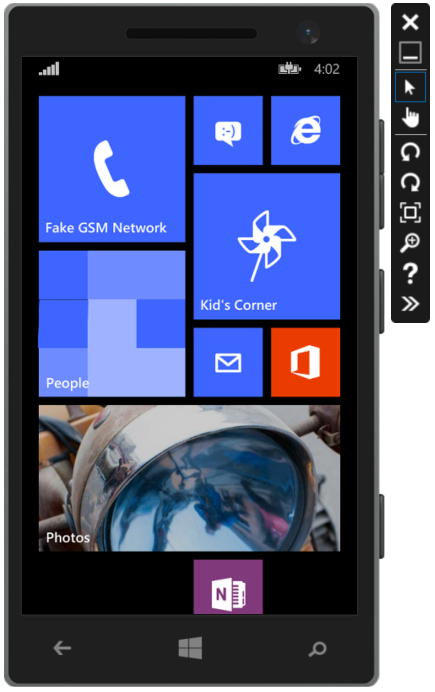 4:02
:-)
Fake GSM Network
Kid's Corner
People
Photos
N
?